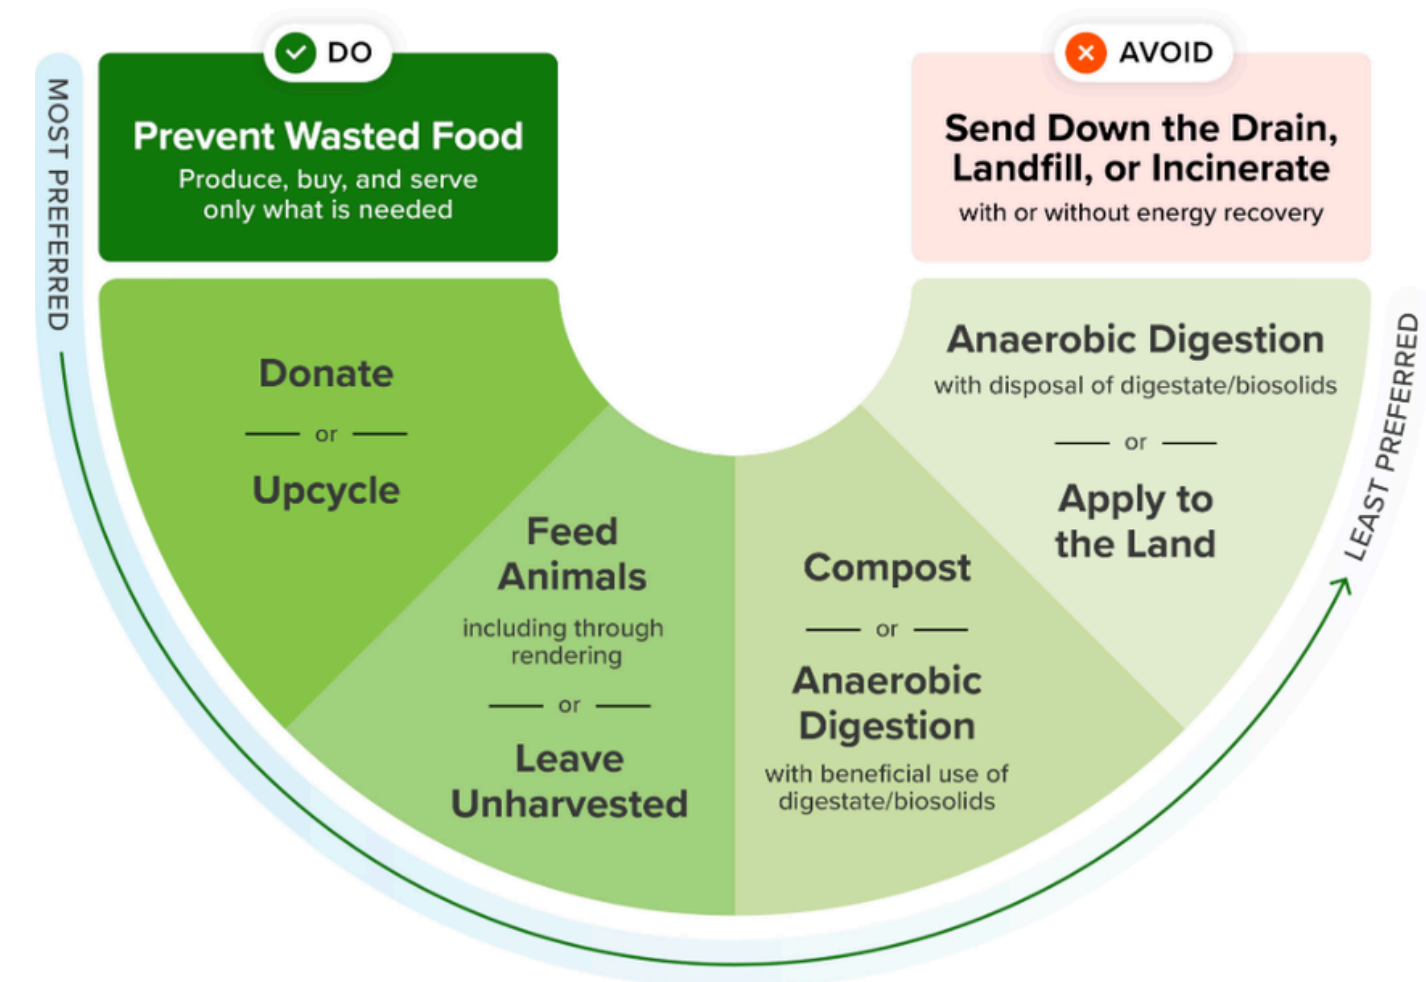 DO
AVOID
MOST PREFERRED
Prevent Wasted Food
Produce, buy, and serve
only what is needed
Send Down the Drain,
Landfill, or Incinerate
with or without energy recovery
Donate
or
Upcycle
Feed
Animals
including through
rendering
or
Leave
Unharvested
Compost
or
Anaerobic
Digestion
with beneficial use of
digestate/biosolids
Anaerobic Digestion
with disposal of digestate/biosolids
or
Apply to
the Land
LEAST PREFERRED